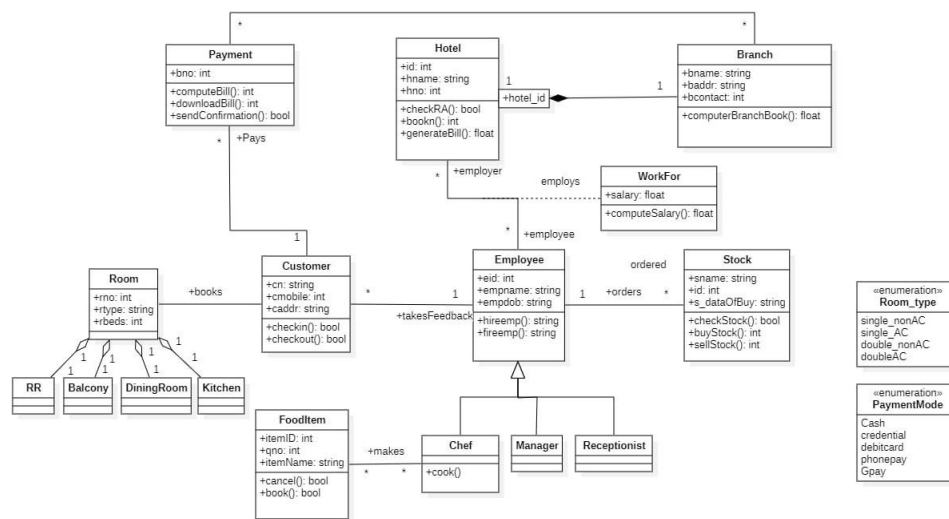 *
*
Payment
+bno: int
+computeBill(): int
+downloadBill(): int
+sendConfirmation(): bool
Hotel
+id: int
+hname: string
+hno: int
+checkRA(): bool
+bookn(): int
+generateBill(): float
1
+hotel_id
1
Branch
+bname: string
+baddr: string
+bcontact: int
+computerBranchBook(): float
*
+Pays
1
*
+employer
employs
*
+employee
WorkFor
+salary: float
+computeSalary(): float
Room
+rno: int
+rtype: string
+rbeds: int
+books
Customer
+cn: string
+cmobile: int
+caddr: string
+checkin(): bool
+checkout(): bool
*
1
+takesFeedback
Employee
+eid: int
+empname: string
+empdob: string
+hireemp(): string
+fireemp(): string
ordered
1
+orders
*
Stock
+sname: string
+id: int
+s_dataOfBuy: string
+checkStock(): bool
+buyStock(): int
+sellStock(): int
«enumeration»
Room_type
single_nonAC
single_AC
double_nonAC
doubleAC
1
1
1
1
1
1
1
1
RR
Balcony
DiningRoom
Kitchen
«enumeration»
PaymentMode
Cash
credential
debitcard
phonepay
Gpay
FoodItem
+itemID: int
+qno: int
+itemName: string
+cancel(): bool
+book(): bool
+makes
*
*
Chef
+cook()
Manager
Receptionist